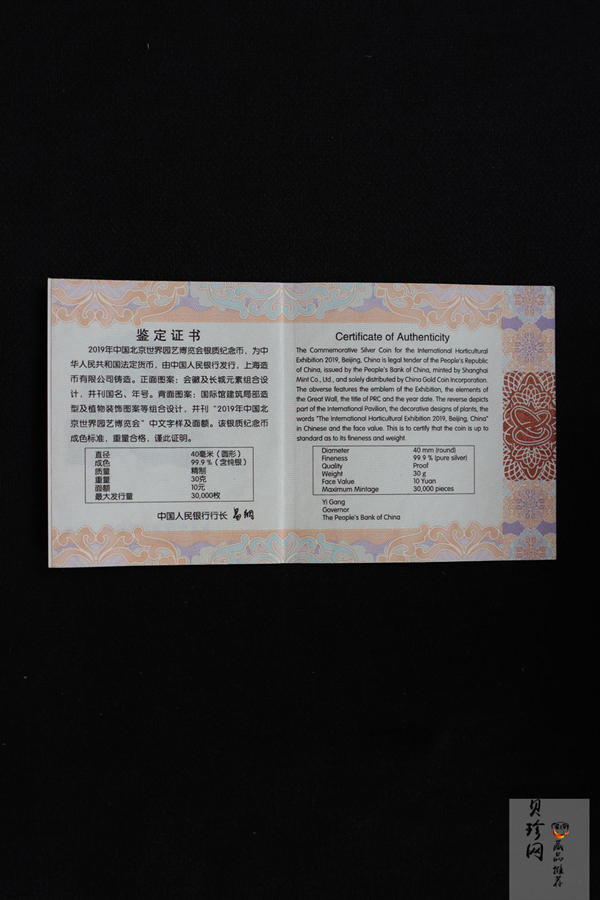 鉴定证书
2019年中国北京世界园艺博览会银质纪念币，为中
华人民共和国法定货币，由中国人民银行发行，上海造
币有限公司铸造。正面图案：会徽及长城元素组合设
计，并刊国名、年号。背面图案：国际馆建筑局部造
型及植物装饰图案等组合设计，并刊“2019年中国北
京世界园艺博览会”中文字样及面额。该银质纪念币
成色标准，重量合格，谨此证明。
直径 40毫米（圆形）
成色 99.9％（含纯银）
质量 精制
重量 30克
面额 10元
最大发行量 30,000枚
中国人民银行行长 易纲
Certificate of Authenticity
The Commemorative Silver Coin for the International Horticultural
Exhibition 2019, Beijing, China is legal tender of the People's Republic
of China, issued by the People's Bank of China, minted by Shanghai
Mint Co., Ltd., and solely distributed by China Gold Coin Incorporation.
The obverse features the emblem of the Exhibition, the elements of
the Great Wall, the title of PRC and the year date. The reverse depicts
part of the International Pavilion, the decorative designs of plants, the
words "The International Horticultural Exhibition 2019, Beijing, China"
in Chinese and the face value. This is to certify that the coin is up to
standard as to its fineness and weight.
Diameter 40 mm (round)
Fineness 99.9 % (pure silver)
Quality Proof
Weight 30 g
Face Value 10 Yuan
Maximum Mintage 30,000 pieces
Yi Gang
Governor
The People's Bank of China
贝珍网
藏品推荐